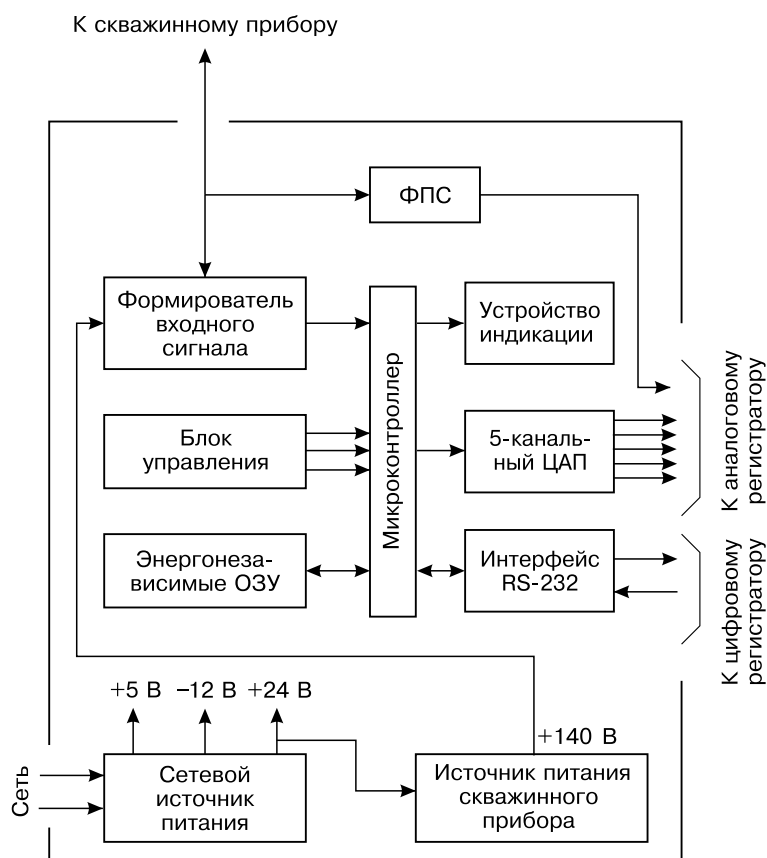 К скважинному прибору
ФПС
Формирователь
входного
сигнала
Микроконтроллер
Устройство
индикации
Блок
управления
5-каналь-
ный ЦАП
К аналоговому
регистратору
Энергонеза-
висимые ОЗУ
Интерфейс
RS-232
К цифровому
регистратору
+5 В
−12 В
+24 В
+140 В
Сеть
Сетевой
источник
питания
Источник питания
скважинного
прибора